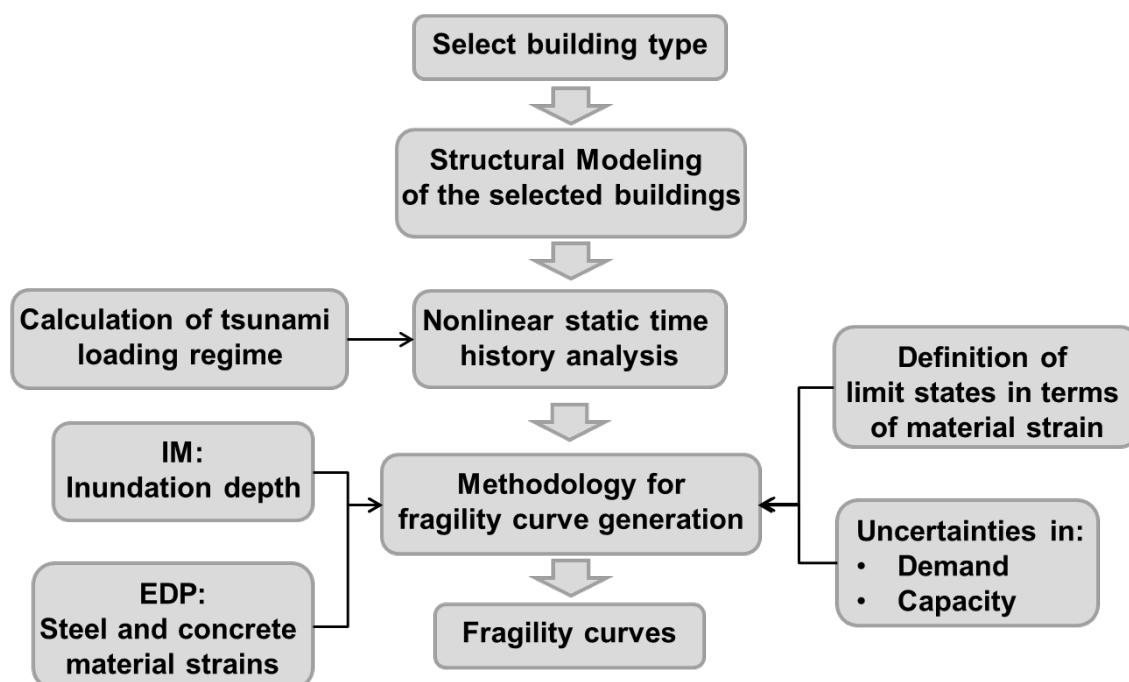 Select building type
Structural Modeling
of the selected buildings
Calculation of tsunami
loading regime
Nonlinear static time
history analysis
Definition of
limit states in terms
of material strain
IM:
Inundation depth
Methodology for
fragility curve generation
Uncertainties in:
• Demand
• Capacity
EDP:
Steel and concrete
material strains
Fragility curves